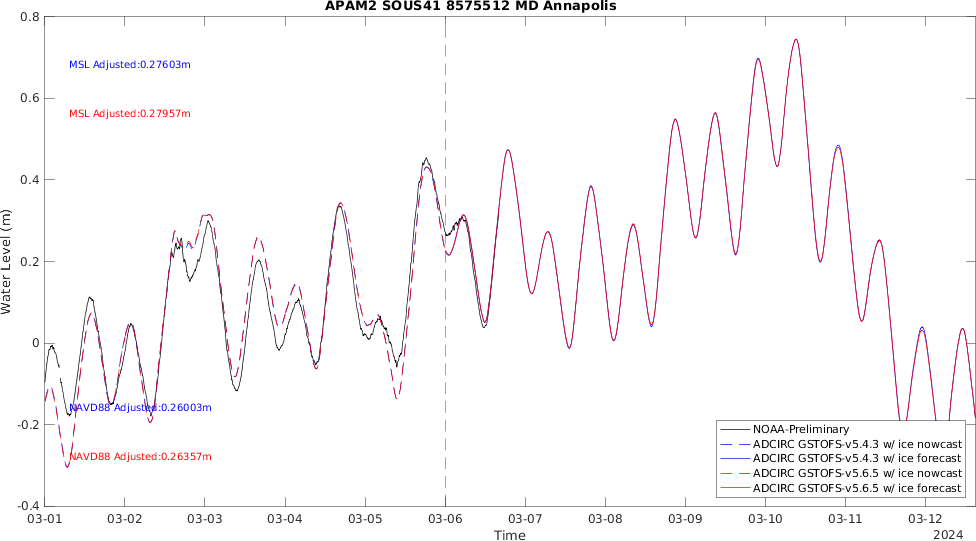 APAM2 SOUS41 8575512 MD Annapolis
0.8
MSL Adjusted:0.27603m
0.6
MSL Adjusted:0.27957m
0.4
Water Level (m)
0.2
0
NAVD88 Adjusted:0.26003m
-0.2
NAVD88 Adjusted:0.26357m
NOAA-Preliminary
ADCIRC GSTOFS-v5.4.3 w/ ice nowcast
ADCIRC GSTOFS-v5.4.3 w/ ice forecast
ADCIRC GSTOFS-v5.6.5 w/ ice nowcast
ADCIRC GSTOFS-v5.6.5 w/ ice forecast
-0.4
03-01 03-02 03-03 03-04 03-05 03-06 03-07 03-08 03-09 03-10 03-11 03-12
Time
2024